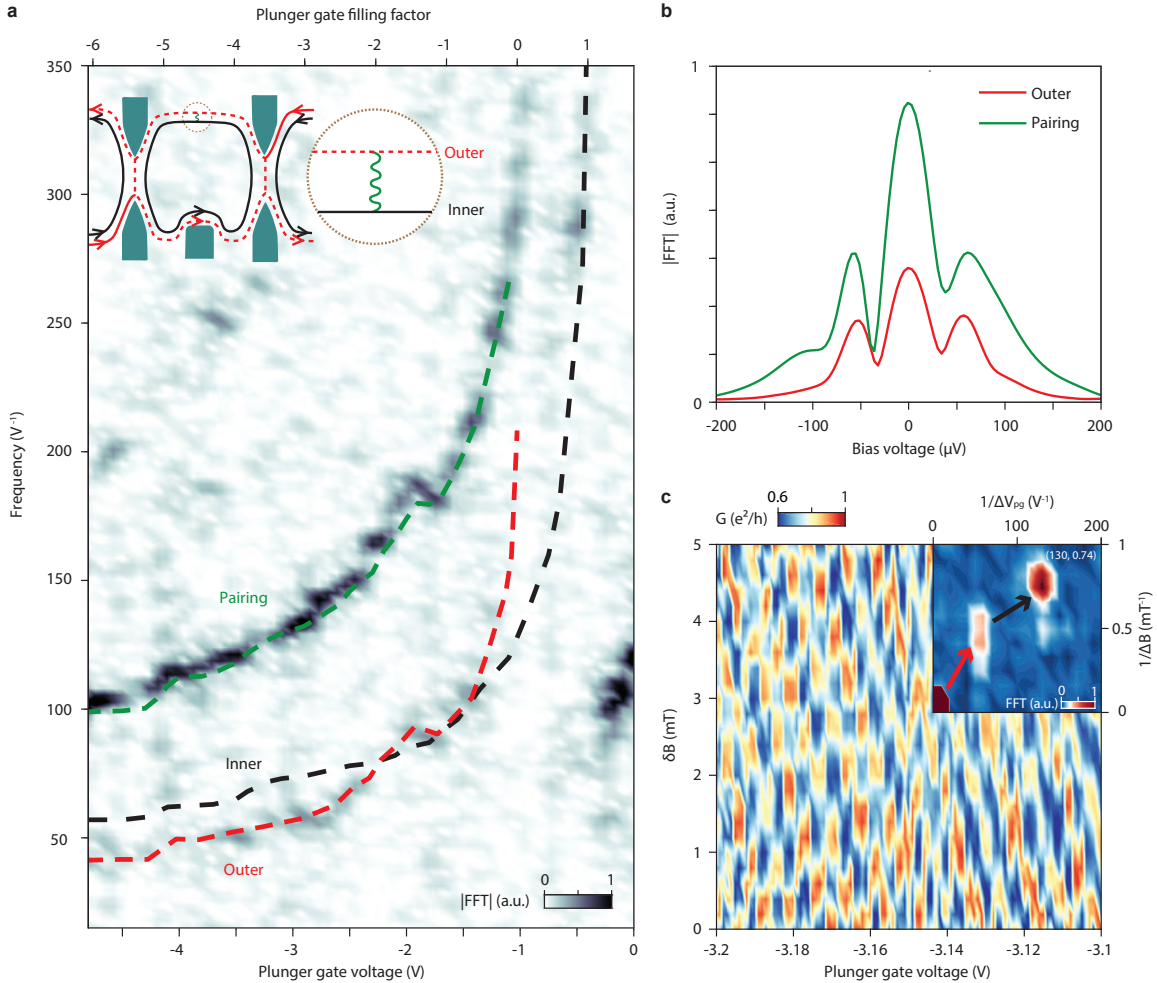 a
Plunger gate filling factor
-6 -5 -4 -3 -2 -1 0 1
350
300
250
200
150
100
50
Frequency (V⁻¹)
Outer
Inner
Pairing
Inner
Outer
|FFT| (a.u.)
0 1
-4 -3 -2 -1 0
Plunger gate voltage (V)
b
1
0
|FFT| (a.u.)
Outer
Pairing
-200 -100 0 100 200
Bias voltage (µV)
c
G (e²/h)
0.6 1
1/ΔVpg (V⁻¹)
0 100 200
(130, 0.74)
1
0.5
0
1/ΔB (mT⁻¹)
FFT (a.u.)
0 1
5
4
3
2
1
0
δB (mT)
-3.2 -3.18 -3.16 -3.14 -3.12 -3.1
Plunger gate voltage (V)